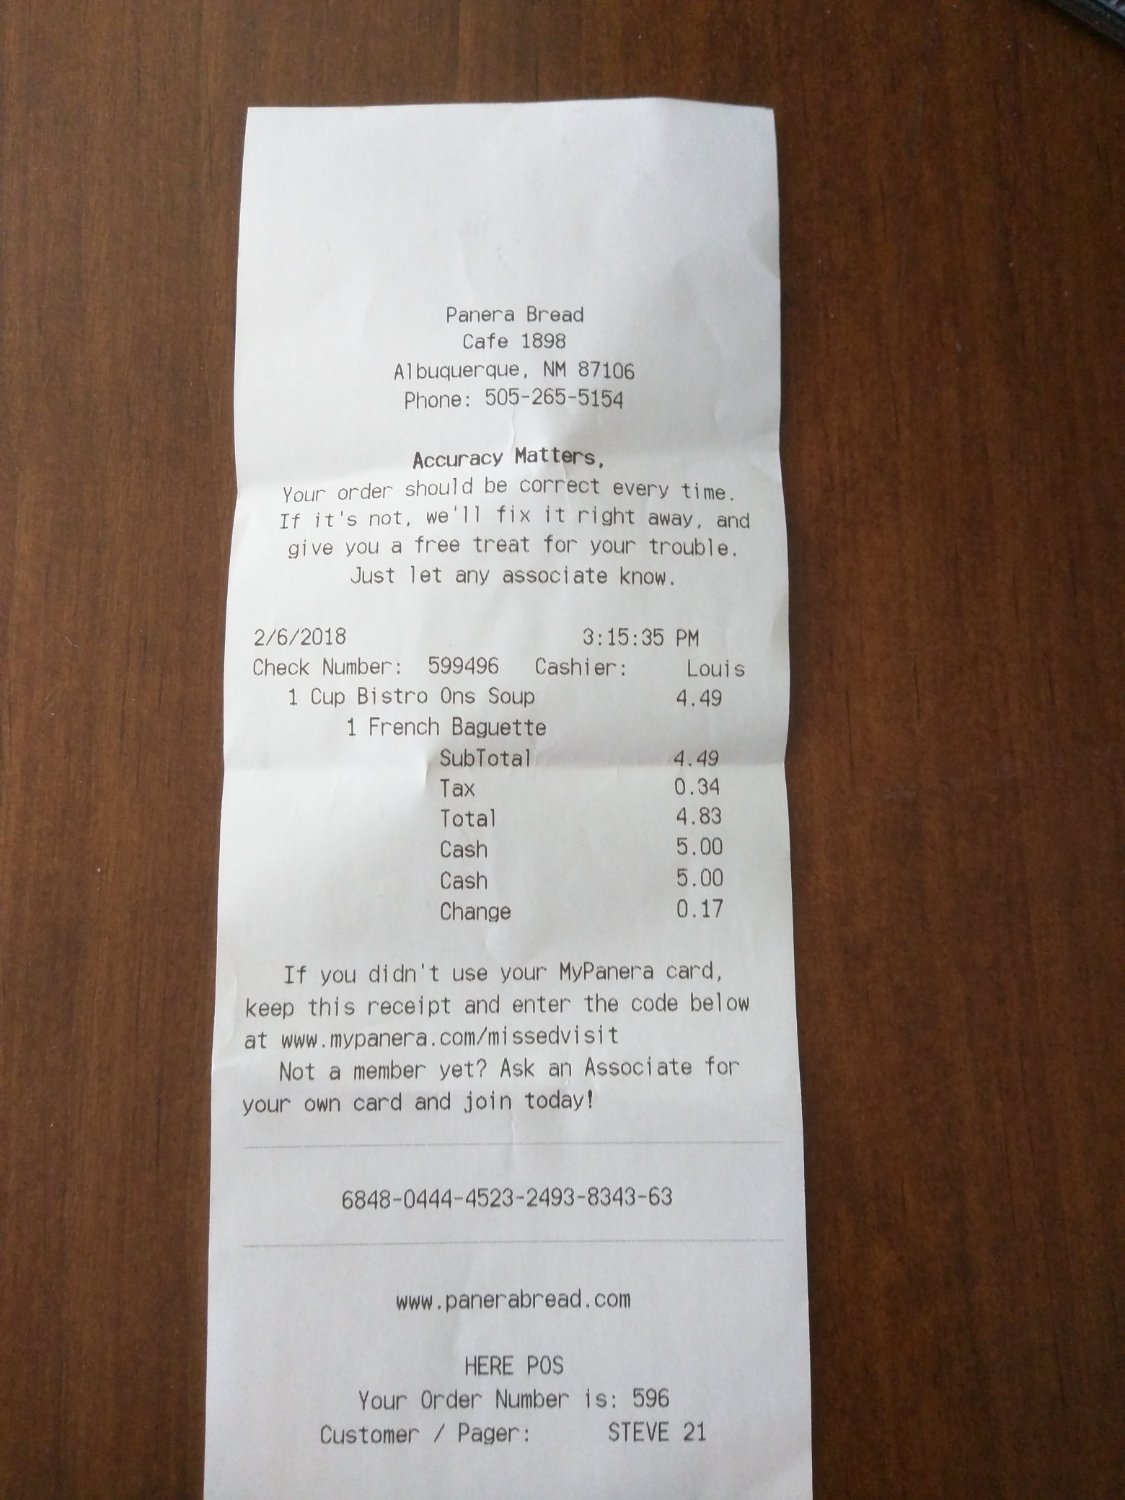 Panera Bread
Cafe 1898
Albuquerque, NM 87106
Phone: 505-265-5154
Accuracy Matters,
Your order should be correct every time.
If it's not, we'll fix it right away, and
give you a free treat for your trouble.
Just let any associate know.
2/6/2018 3:15:35 PM
Check Number: 599496 Cashier: Louis
1 Cup Bistro Ons Soup 4.49
1 French Baguette
SubTotal 4.49
Tax 0.34
Total 4.83
Cash 5.00
Cash 5.00
Change 0.17
If you didn't use your MyPanera card,
keep this receipt and enter the code below
at www.mypanera.com/missedvisit
Not a member yet? Ask an Associate for
your own card and join today!
6848-0444-4523-2493-8343-63
www.panerabread.com
HERE POS
Your Order Number is: 596
Customer / Pager: STEVE 21